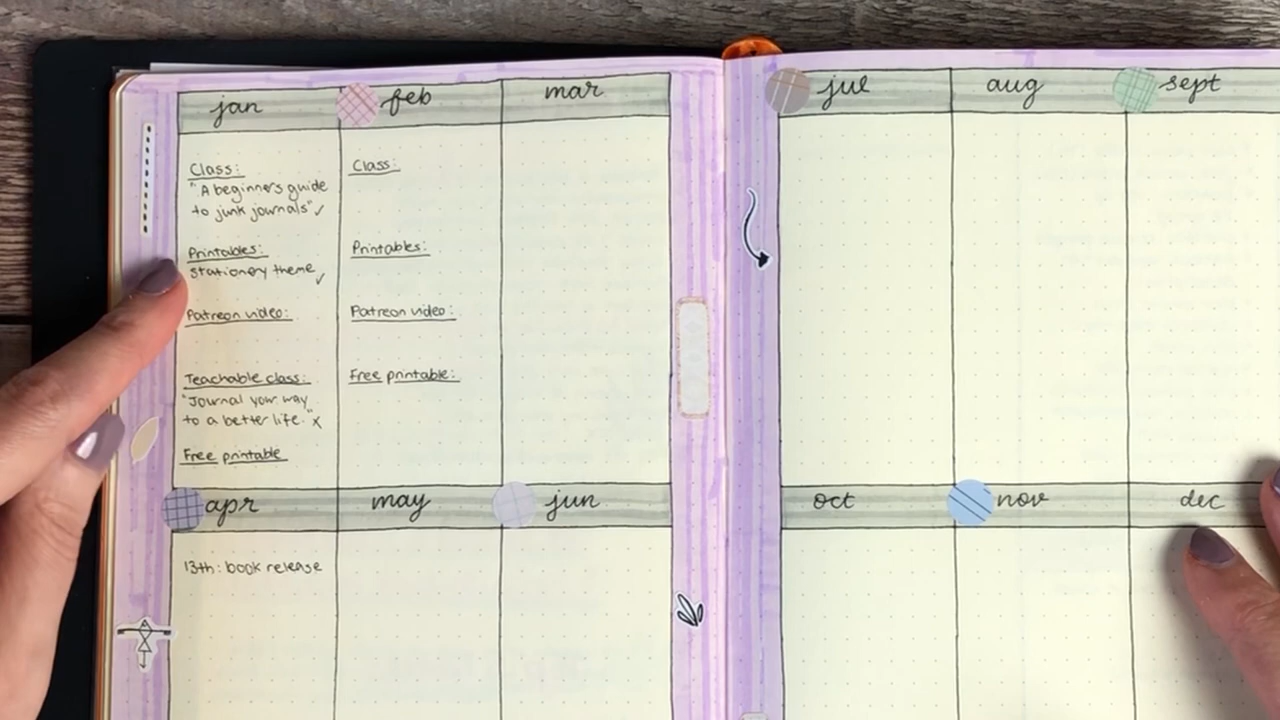 jan
feb
mar
jul
aug
sept
Class:
"A beginner's guide
to junk journals" ✓
Printables:
stationery theme ✓
Patreon video:
Teachable class:
"Journal your way
to a better life." x
Free printable
Class:
Printables:
Patreon video:
Free printable:
apr
may
jun
oct
nov
dec
13th: book release